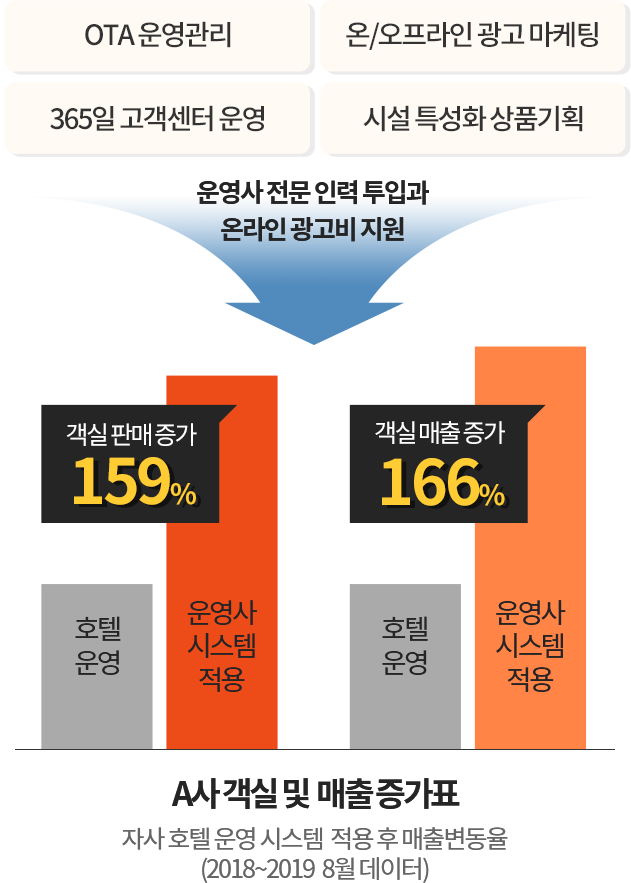 OTA 운영관리
온/오프라인 광고 마케팅
365일 고객센터 운영
시설 특성화 상품기획
운영사 전문 인력 투입과
온라인 광고비 지원
객실 판매 증가
159%
객실 매출 증가
166%
호텔
운영
운영사
시스템
적용
호텔
운영
운영사
시스템
적용
A사 객실 및 매출 증가표
자사 호텔 운영 시스템 적용 후 매출변동율
(2018~2019 8월 데이터)